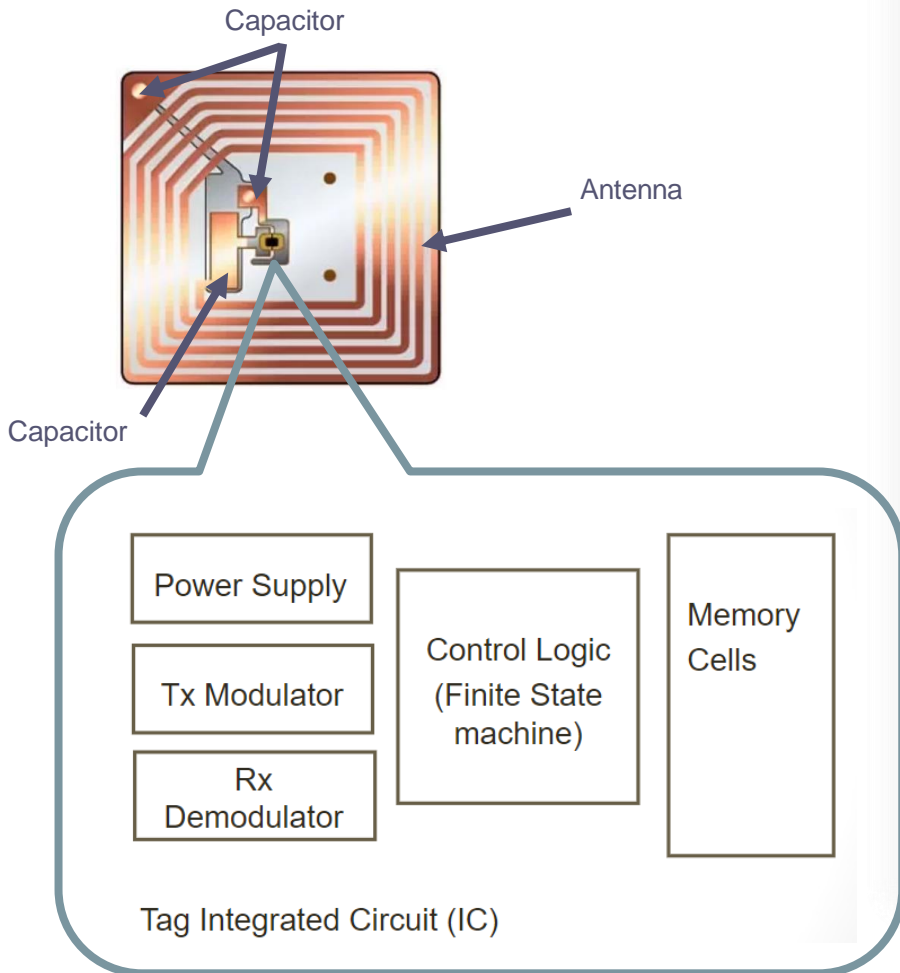 Capacitor
Antenna
Capacitor
Power Supply
Tx Modulator
Rx
Demodulator
Control Logic
(Finite State
machine)
Memory
Cells
Tag Integrated Circuit (IC)